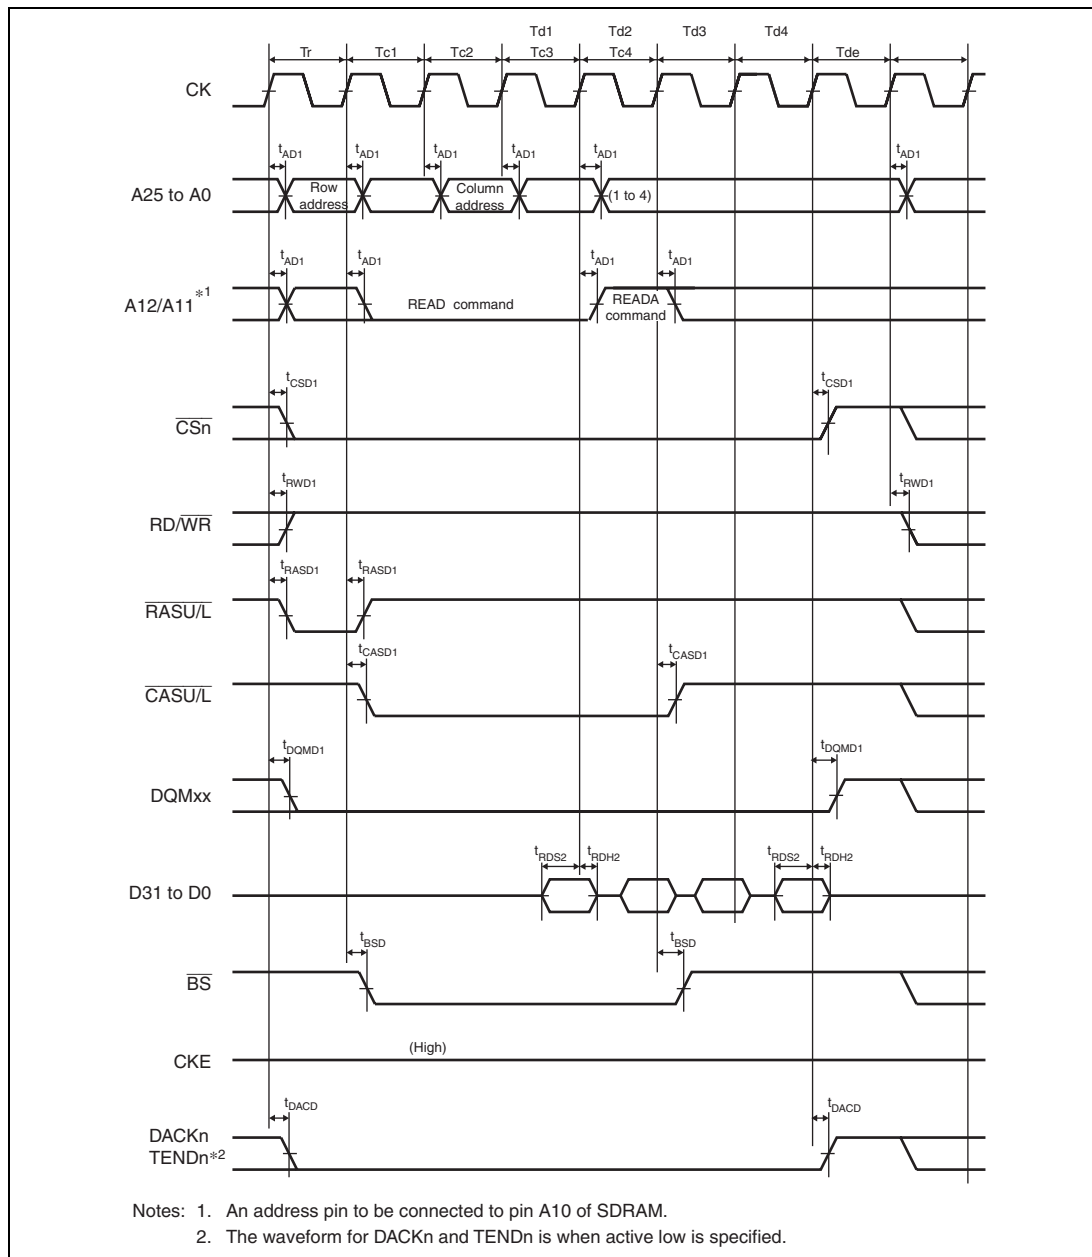 Td1 Td2 Td3 Td4
Tr Tc1 Tc2 Tc3 Tc4 Tde
CK
tAD1 tAD1 tAD1 tAD1 tAD1 tAD1
A25 to A0
Row address
Column address
(1 to 4)
tAD1 tAD1 tAD1 tAD1
A12/A11*1
READ command
READA command
tCSD1 tCSD1
CSn
tRWD1 tRWD1
RD/WR
tRASD1 tRASD1
RASU/L
tCASD1 tCASD1
CASU/L
tDQMD1 tDQMD1
DQMxx
tRDS2 tRDH2 tRDS2 tRDH2
D31 to D0
tBSD tBSD
BS
(High)
CKE
tDACD tDACD
DACKn
TENDn*2
Notes: 1. An address pin to be connected to pin A10 of SDRAM.
2. The waveform for DACKn and TENDn is when active low is specified.